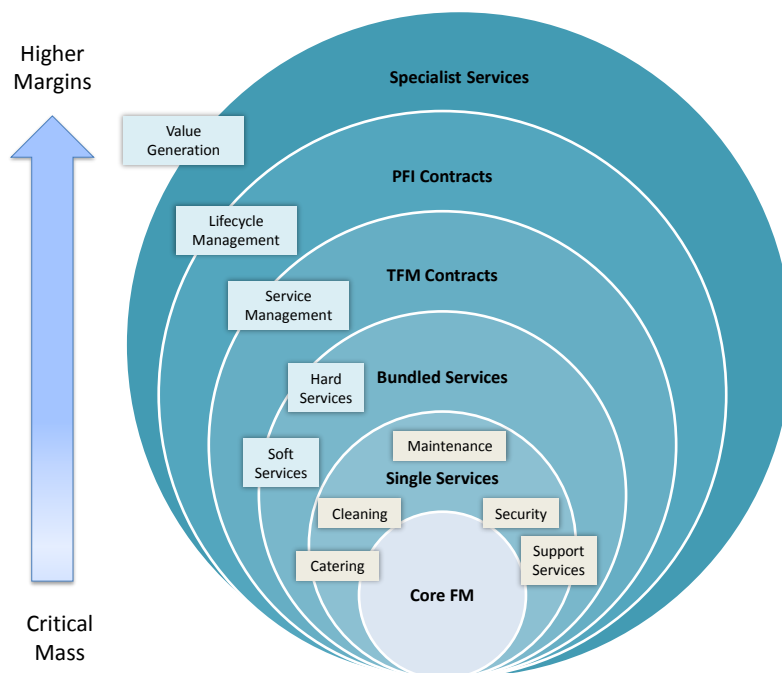 Higher
Margins
Specialist Services
Value
Generation
PFI Contracts
Lifecycle
Management
TFM Contracts
Service
Management
Bundled Services
Hard
Services
Maintenance
Soft
Services
Single Services
Cleaning
Security
Support
Services
Catering
Core FM
Critical
Mass